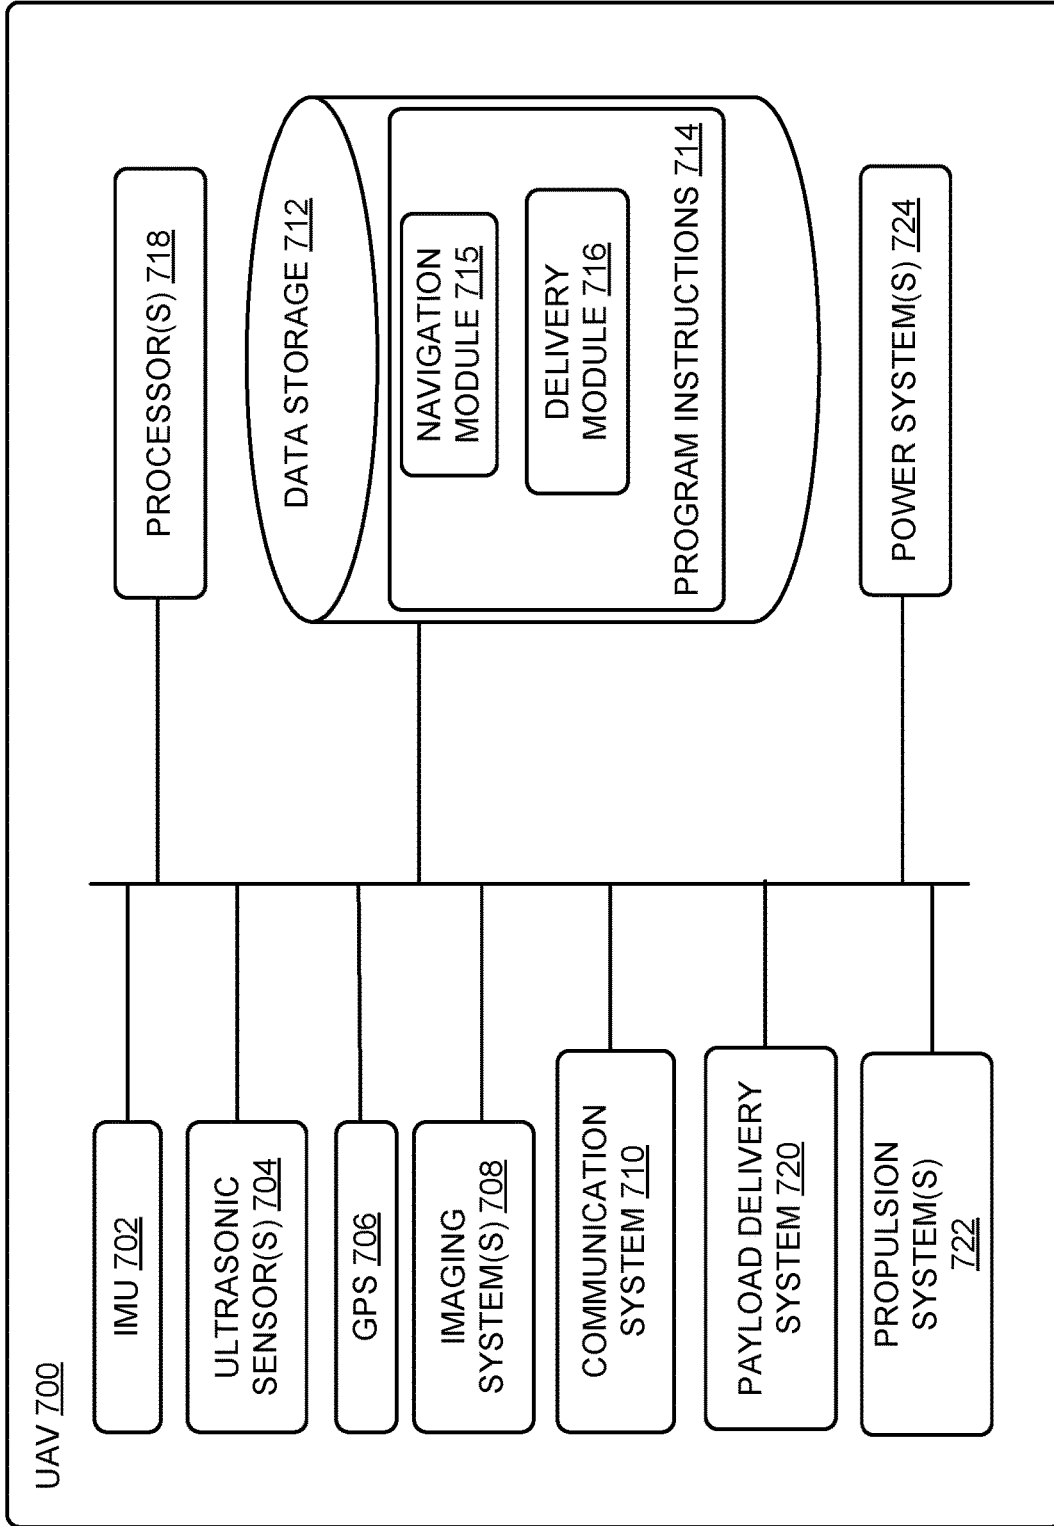 UAV 700
IMU 702
ULTRASONIC
SENSOR(S) 704
GPS 706
IMAGING
SYSTEM(S) 708
COMMUNICATION
SYSTEM 710
PAYLOAD DELIVERY
SYSTEM 720
PROPULSION
SYSTEM(S)
722
PROCESSOR(S) 718
DATA STORAGE 712
NAVIGATION
MODULE 715
DELIVERY
MODULE 716
PROGRAM INSTRUCTIONS 714
POWER SYSTEM(S) 724